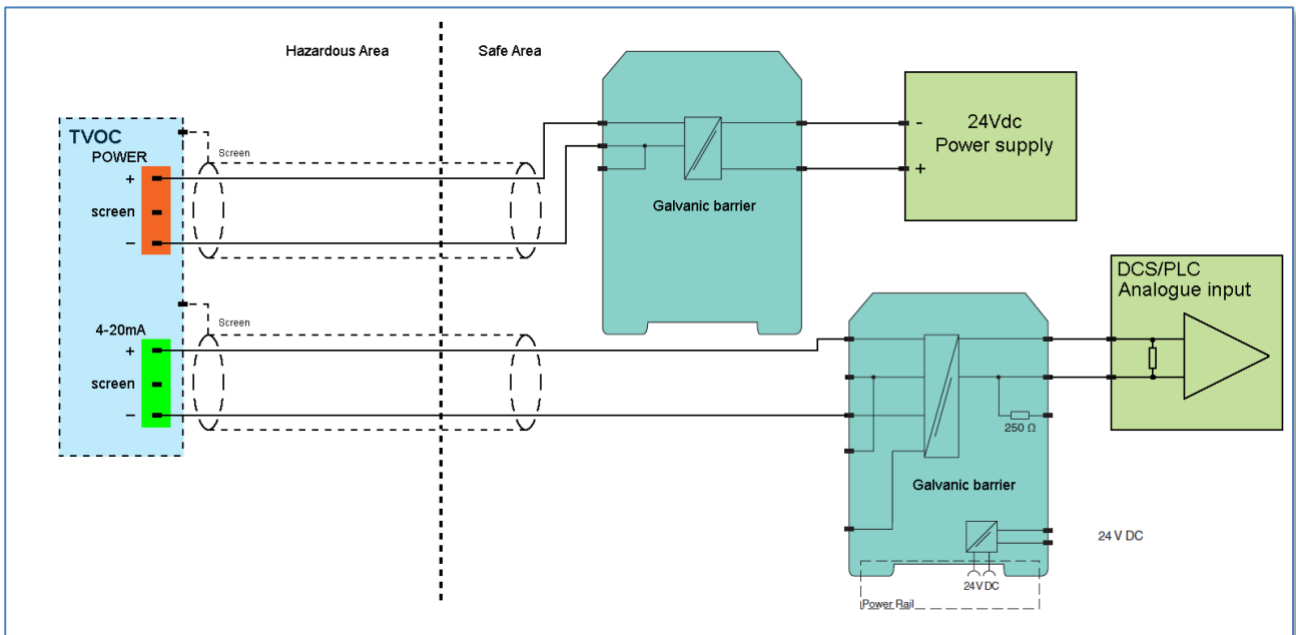 Hazardous Area
Safe Area
TVOC
POWER
+
screen
–
Screen
Galvanic barrier
-
24Vdc
Power supply
+
4-20mA
+
screen
–
Screen
DCS/PLC
Analogue input
250 Ω
Galvanic barrier
24 V DC
24V DC
Power Rail